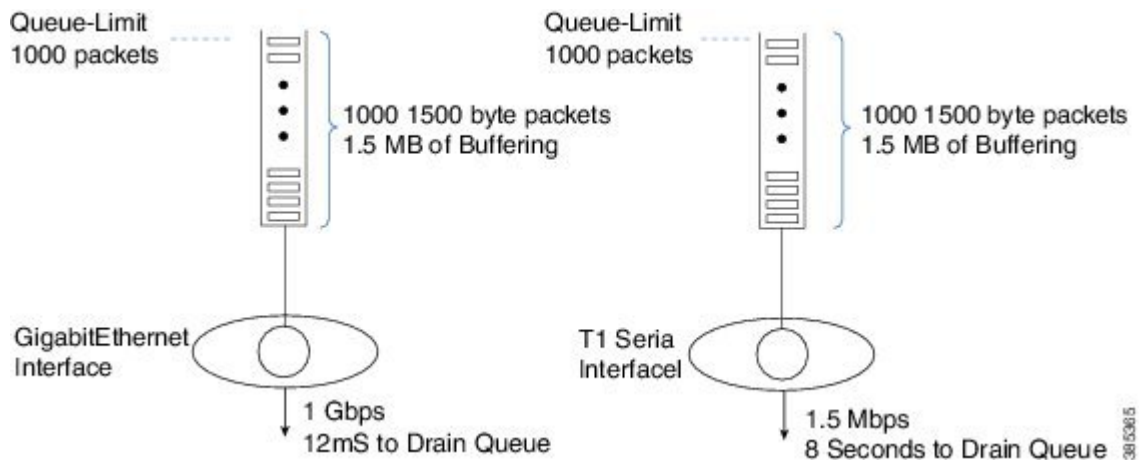 Queue-Limit
1000 packets
1000 1500 byte packets
1.5 MB of Buffering
GigabitEthernet
Interface
1 Gbps
12mS to Drain Queue
Queue-Limit
1000 packets
1000 1500 byte packets
1.5 MB of Buffering
T1 Seria
Interfacel
1.5 Mbps
8 Seconds to Drain Queue
385365